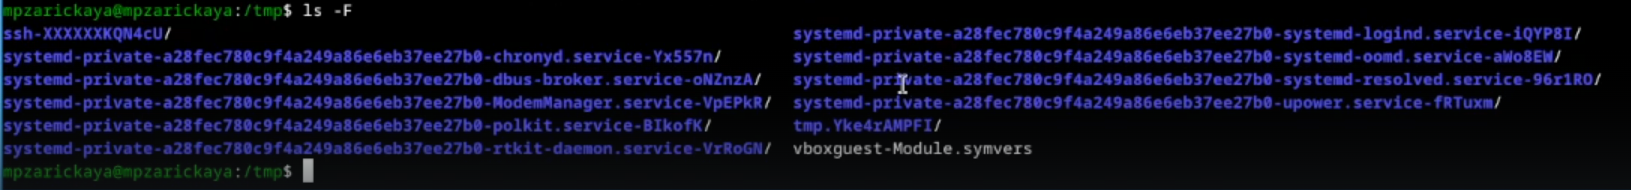 mpzarickaya@mpzarickaya:/tmp$ ls -F
ssh-XXXXXXKQN4cU/ systemd-private-a28fec780c9f4a249a86e6eb37ee27b0-systemd-logind.service-iQYP8I/
systemd-private-a28fec780c9f4a249a86e6eb37ee27b0-chronyd.service-Yx557n/ systemd-private-a28fec780c9f4a249a86e6eb37ee27b0-systemd-oomd.service-aWo8EW/
systemd-private-a28fec780c9f4a249a86e6eb37ee27b0-dbus-broker.service-oNZnzA/ systemd-private-a28fec780c9f4a249a86e6eb37ee27b0-systemd-resolved.service-96r1RO/
systemd-private-a28fec780c9f4a249a86e6eb37ee27b0-ModemManager.service-VpEPkR/ systemd-private-a28fec780c9f4a249a86e6eb37ee27b0-upower.service-fRTuxm/
systemd-private-a28fec780c9f4a249a86e6eb37ee27b0-polkit.service-BIkofK/ tmp.Yke4rAMPFI/
systemd-private-a28fec780c9f4a249a86e6eb37ee27b0-rtkit-daemon.service-VrRoGN/ vboxguest-Module.symvers
mpzarickaya@mpzarickaya:/tmp$